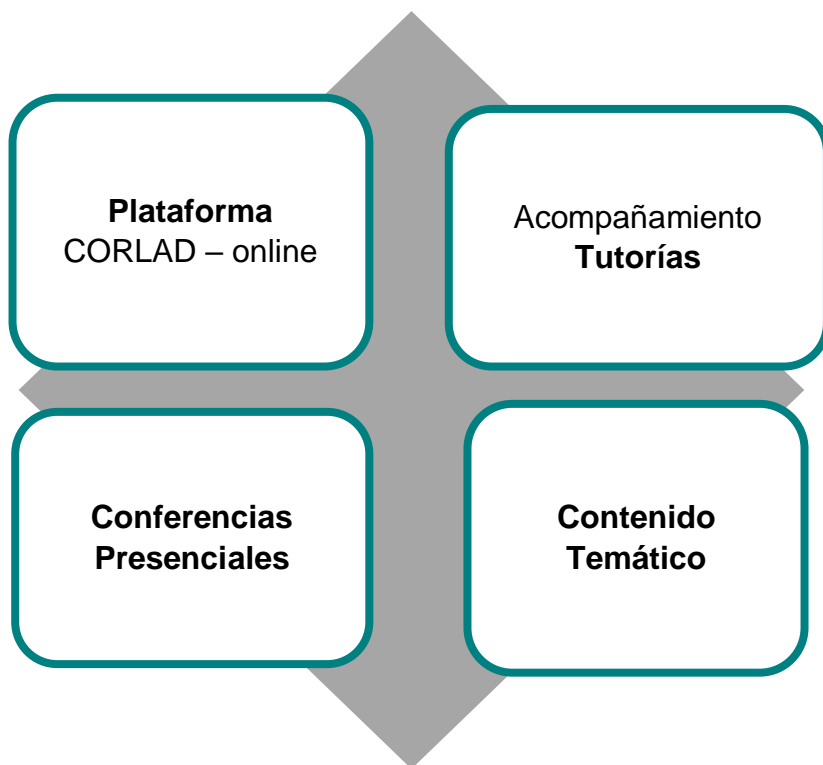 Plataforma
CORLAD – online
Acompañamiento
Tutorías
Conferencias
Presenciales
Contenido
Temático